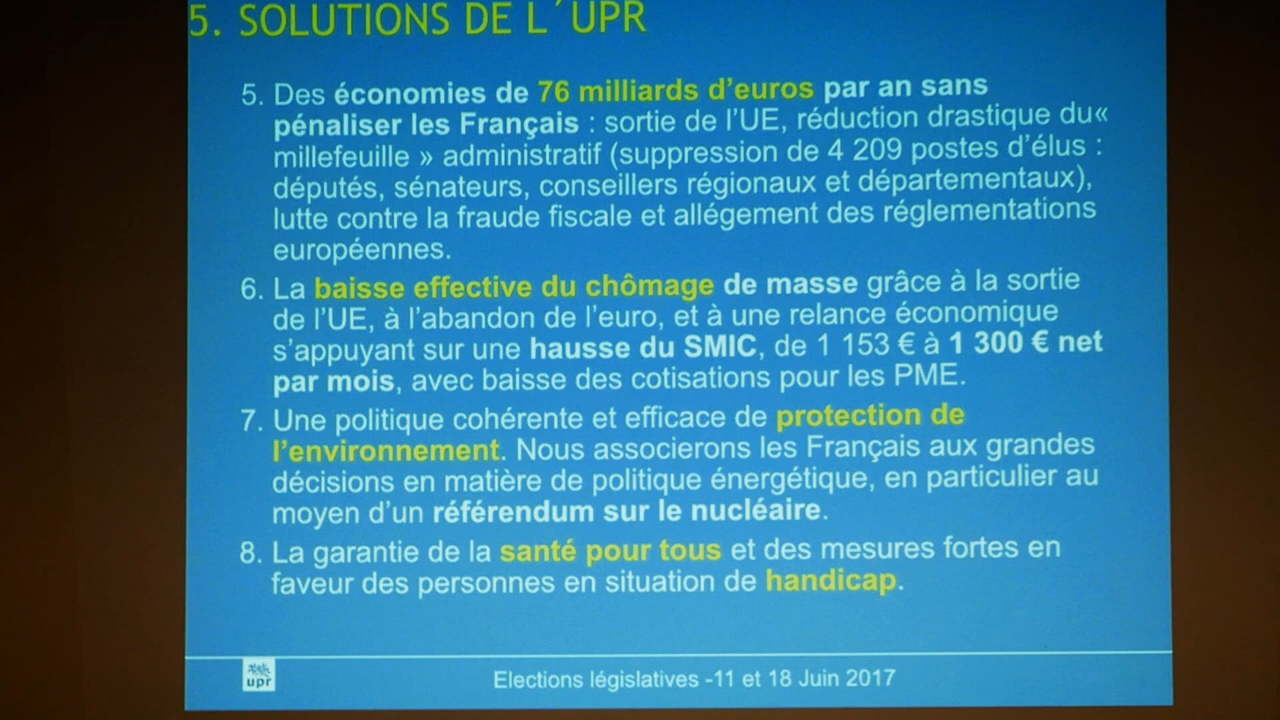 5. SOLUTIONS DE L´UPR
5. Des économies de 76 milliards d'euros par an sans
pénaliser les Français : sortie de l'UE, réduction drastique du«
millefeuille » administratif (suppression de 4 209 postes d'élus :
députés, sénateurs, conseillers régionaux et départementaux),
lutte contre la fraude fiscale et allégement des réglementations
européennes.
6. La baisse effective du chômage de masse grâce à la sortie
de l'UE, à l'abandon de l'euro, et à une relance économique
s'appuyant sur une hausse du SMIC, de 1 153 € à 1 300 € net
par mois, avec baisse des cotisations pour les PME.
7. Une politique cohérente et efficace de protection de
l'environnement. Nous associerons les Français aux grandes
décisions en matière de politique énergétique, en particulier au
moyen d'un référendum sur le nucléaire.
8. La garantie de la santé pour tous et des mesures fortes en
faveur des personnes en situation de handicap.
upr
Elections législatives -11 et 18 Juin 2017